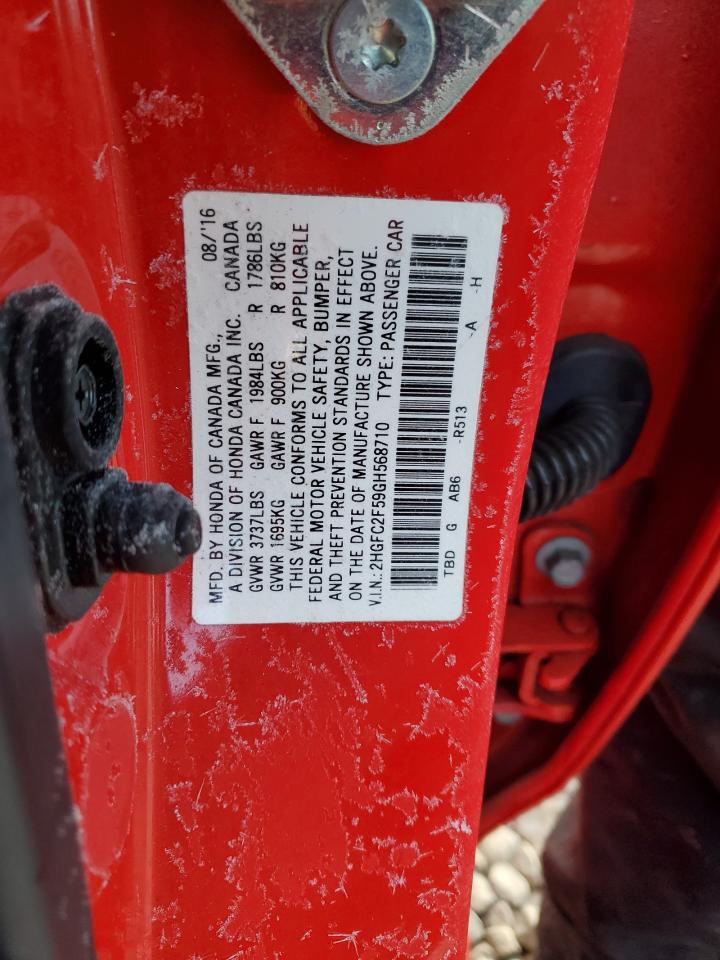 MFD. BY HONDA OF CANADA MFG., 08/'16
A DIVISION OF HONDA CANADA INC. CANADA
GVWR 3737LBS GAWR F 1984LBS R 1786LBS
GVWR 1695KG GAWR F 900KG R 810KG
THIS VEHICLE CONFORMS TO ALL APPLICABLE
FEDERAL MOTOR VEHICLE SAFETY, BUMPER,
AND THEFT PREVENTION STANDARDS IN EFFECT
ON THE DATE OF MANUFACTURE SHOWN ABOVE.
V.I.N.: 2HGFC2F59GH568710 TYPE: PASSENGER CAR
TBD G AB6 -R513 -A -H